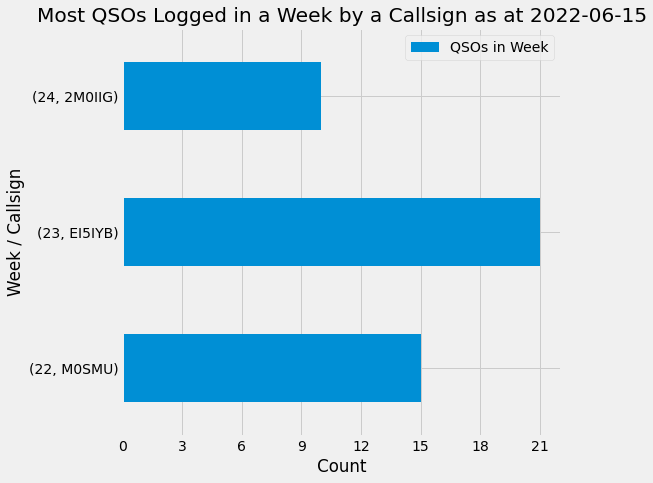 Most QSOs Logged in a Week by a Callsign as at 2022-06-15
QSOs in Week
(24, 2M0IIG)
(23, EI5IYB)
(22, M0SMU)
Week / Callsign
0 3 6 9 12 15 18 21
Count